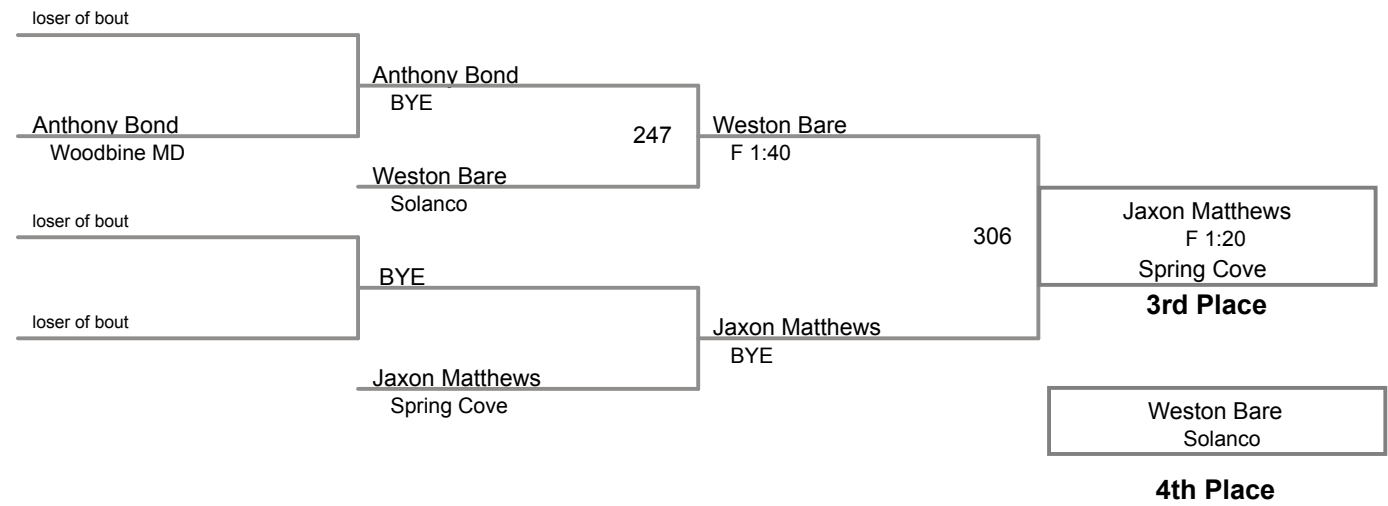 loser of bout
Anthony Bond
BYE
Anthony Bond
Woodbine MD
247
Weston Bare
F 1:40
Weston Bare
Solanco
loser of bout
306
Jaxon Matthews
F 1:20
Spring Cove
3rd Place
BYE
loser of bout
Jaxon Matthews
BYE
Jaxon Matthews
Spring Cove
Weston Bare
Solanco
4th Place